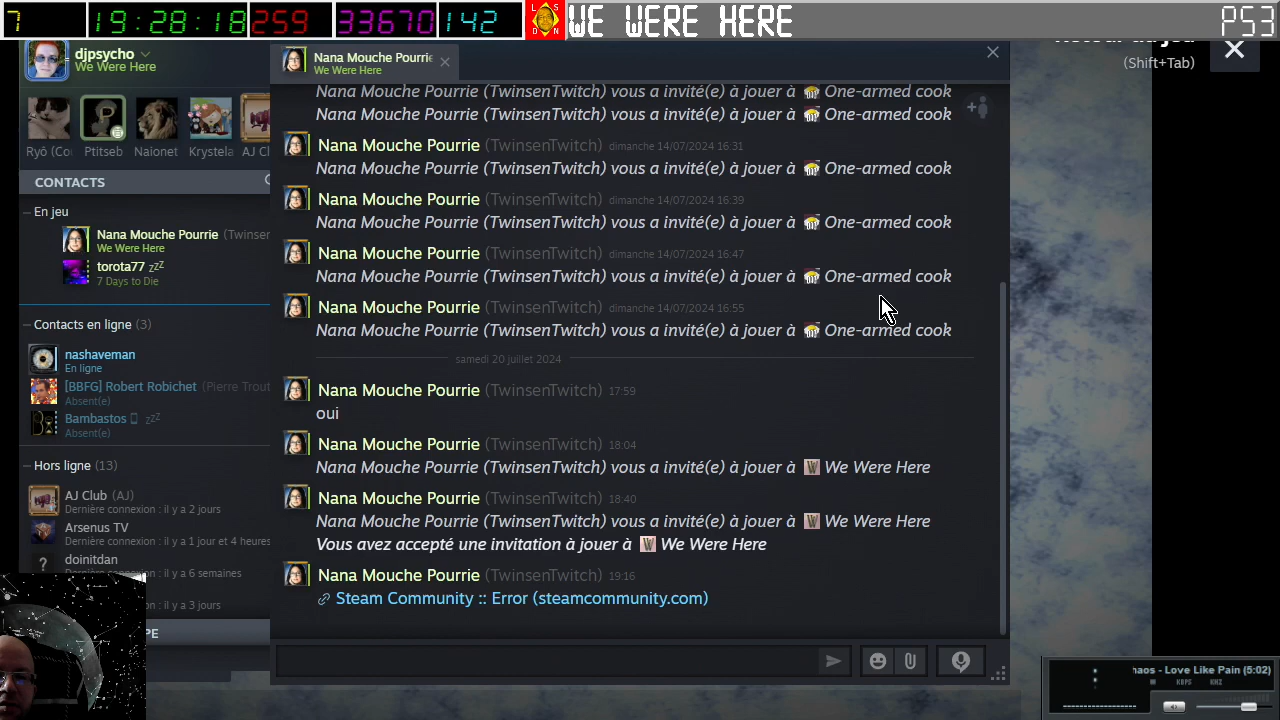 7 19:28:18 259 33670 142 LSDN WE WERE HERE PS3
djpsycho
We Were Here
Nana Mouche Pourrie
We Were Here
(Shift+Tab)
Ryô (Co Ptitseb Naionet Krystela AJ Cl
CONTACTS
En jeu
Nana Mouche Pourrie (Twinsen
We Were Here
torota77 zzZ
7 Days to Die
Contacts en ligne (3)
nashaveman
En ligne
[BBFG] Robert Robichet (Pierre Trout
Absent(e)
Bambastos zzZ
Absent(e)
Hors ligne (13)
AJ Club (AJ)
Dernière connexion : il y a 2 jours
Arsenus TV
Dernière connexion : il y a 1 jour et 4 heures
doinitdan
connexion : il y a 6 semaines
on : il y a 3 jours
PE
Nana Mouche Pourrie (TwinsenTwitch) vous a invité(e) à jouer à One-armed cook
Nana Mouche Pourrie (TwinsenTwitch) vous a invité(e) à jouer à One-armed cook
Nana Mouche Pourrie (TwinsenTwitch) dimanche 14/07/2024 16:31
Nana Mouche Pourrie (TwinsenTwitch) vous a invité(e) à jouer à One-armed cook
Nana Mouche Pourrie (TwinsenTwitch) dimanche 14/07/2024 16:39
Nana Mouche Pourrie (TwinsenTwitch) vous a invité(e) à jouer à One-armed cook
Nana Mouche Pourrie (TwinsenTwitch) dimanche 14/07/2024 16:47
Nana Mouche Pourrie (TwinsenTwitch) vous a invité(e) à jouer à One-armed cook
Nana Mouche Pourrie (TwinsenTwitch) dimanche 14/07/2024 16:55
Nana Mouche Pourrie (TwinsenTwitch) vous a invité(e) à jouer à One-armed cook
samedi 20 juillet 2024
Nana Mouche Pourrie (TwinsenTwitch) 17:59
oui
Nana Mouche Pourrie (TwinsenTwitch) 18:04
Nana Mouche Pourrie (TwinsenTwitch) vous a invité(e) à jouer à We Were Here
Nana Mouche Pourrie (TwinsenTwitch) 18:40
Nana Mouche Pourrie (TwinsenTwitch) vous a invité(e) à jouer à We Were Here
Vous avez accepté une invitation à jouer à We Were Here
Nana Mouche Pourrie (TwinsenTwitch) 19:16
Steam Community :: Error (steamcommunity.com)
haos - Love Like Pain (5:02)
KBPS KHZ